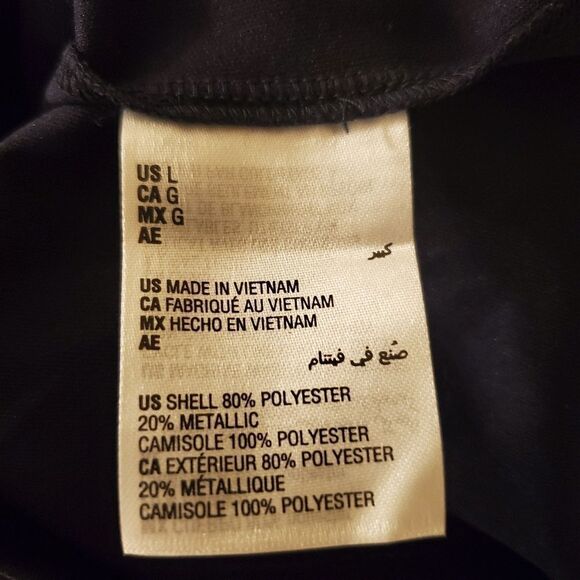 US L
CA G
MX G
AE
كبير
US MADE IN VIETNAM
CA FABRIQUÉ AU VIETNAM
MX HECHO EN VIETNAM
AE
صُنع في فيتنام
US SHELL 80% POLYESTER
20% METALLIC
CAMISOLE 100% POLYESTER
CA EXTÉRIEUR 80% POLYESTER
20% MÉTALLIQUE
CAMISOLE 100% POLYESTER